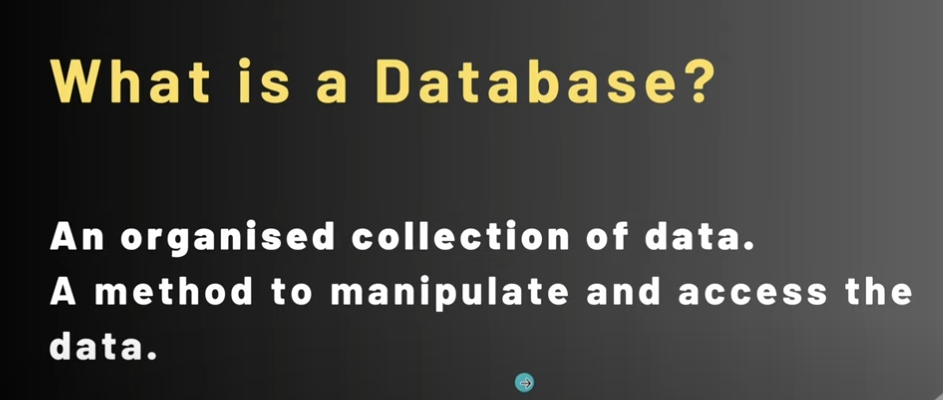 What is a Database?
An organised collection of data.
A method to manipulate and access the
data.